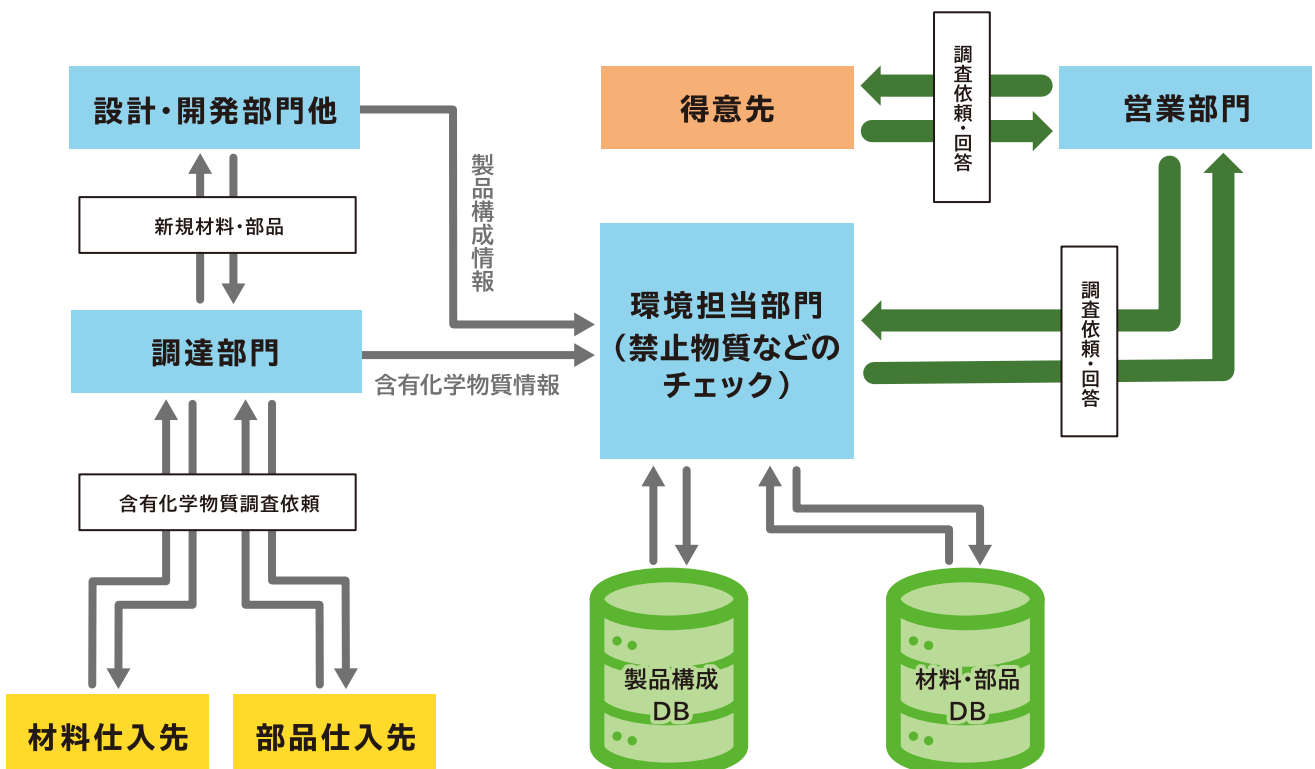 設計・開発部門他
得意先
調査依頼・回答
営業部門
新規材料・部品
製品構成情報
環境担当部門
（禁止物質などの
チェック）
調査依頼・回答
調達部門
含有化学物質情報
含有化学物質調査依頼
材料仕入先
部品仕入先
製品構成
DB
材料・部品
DB